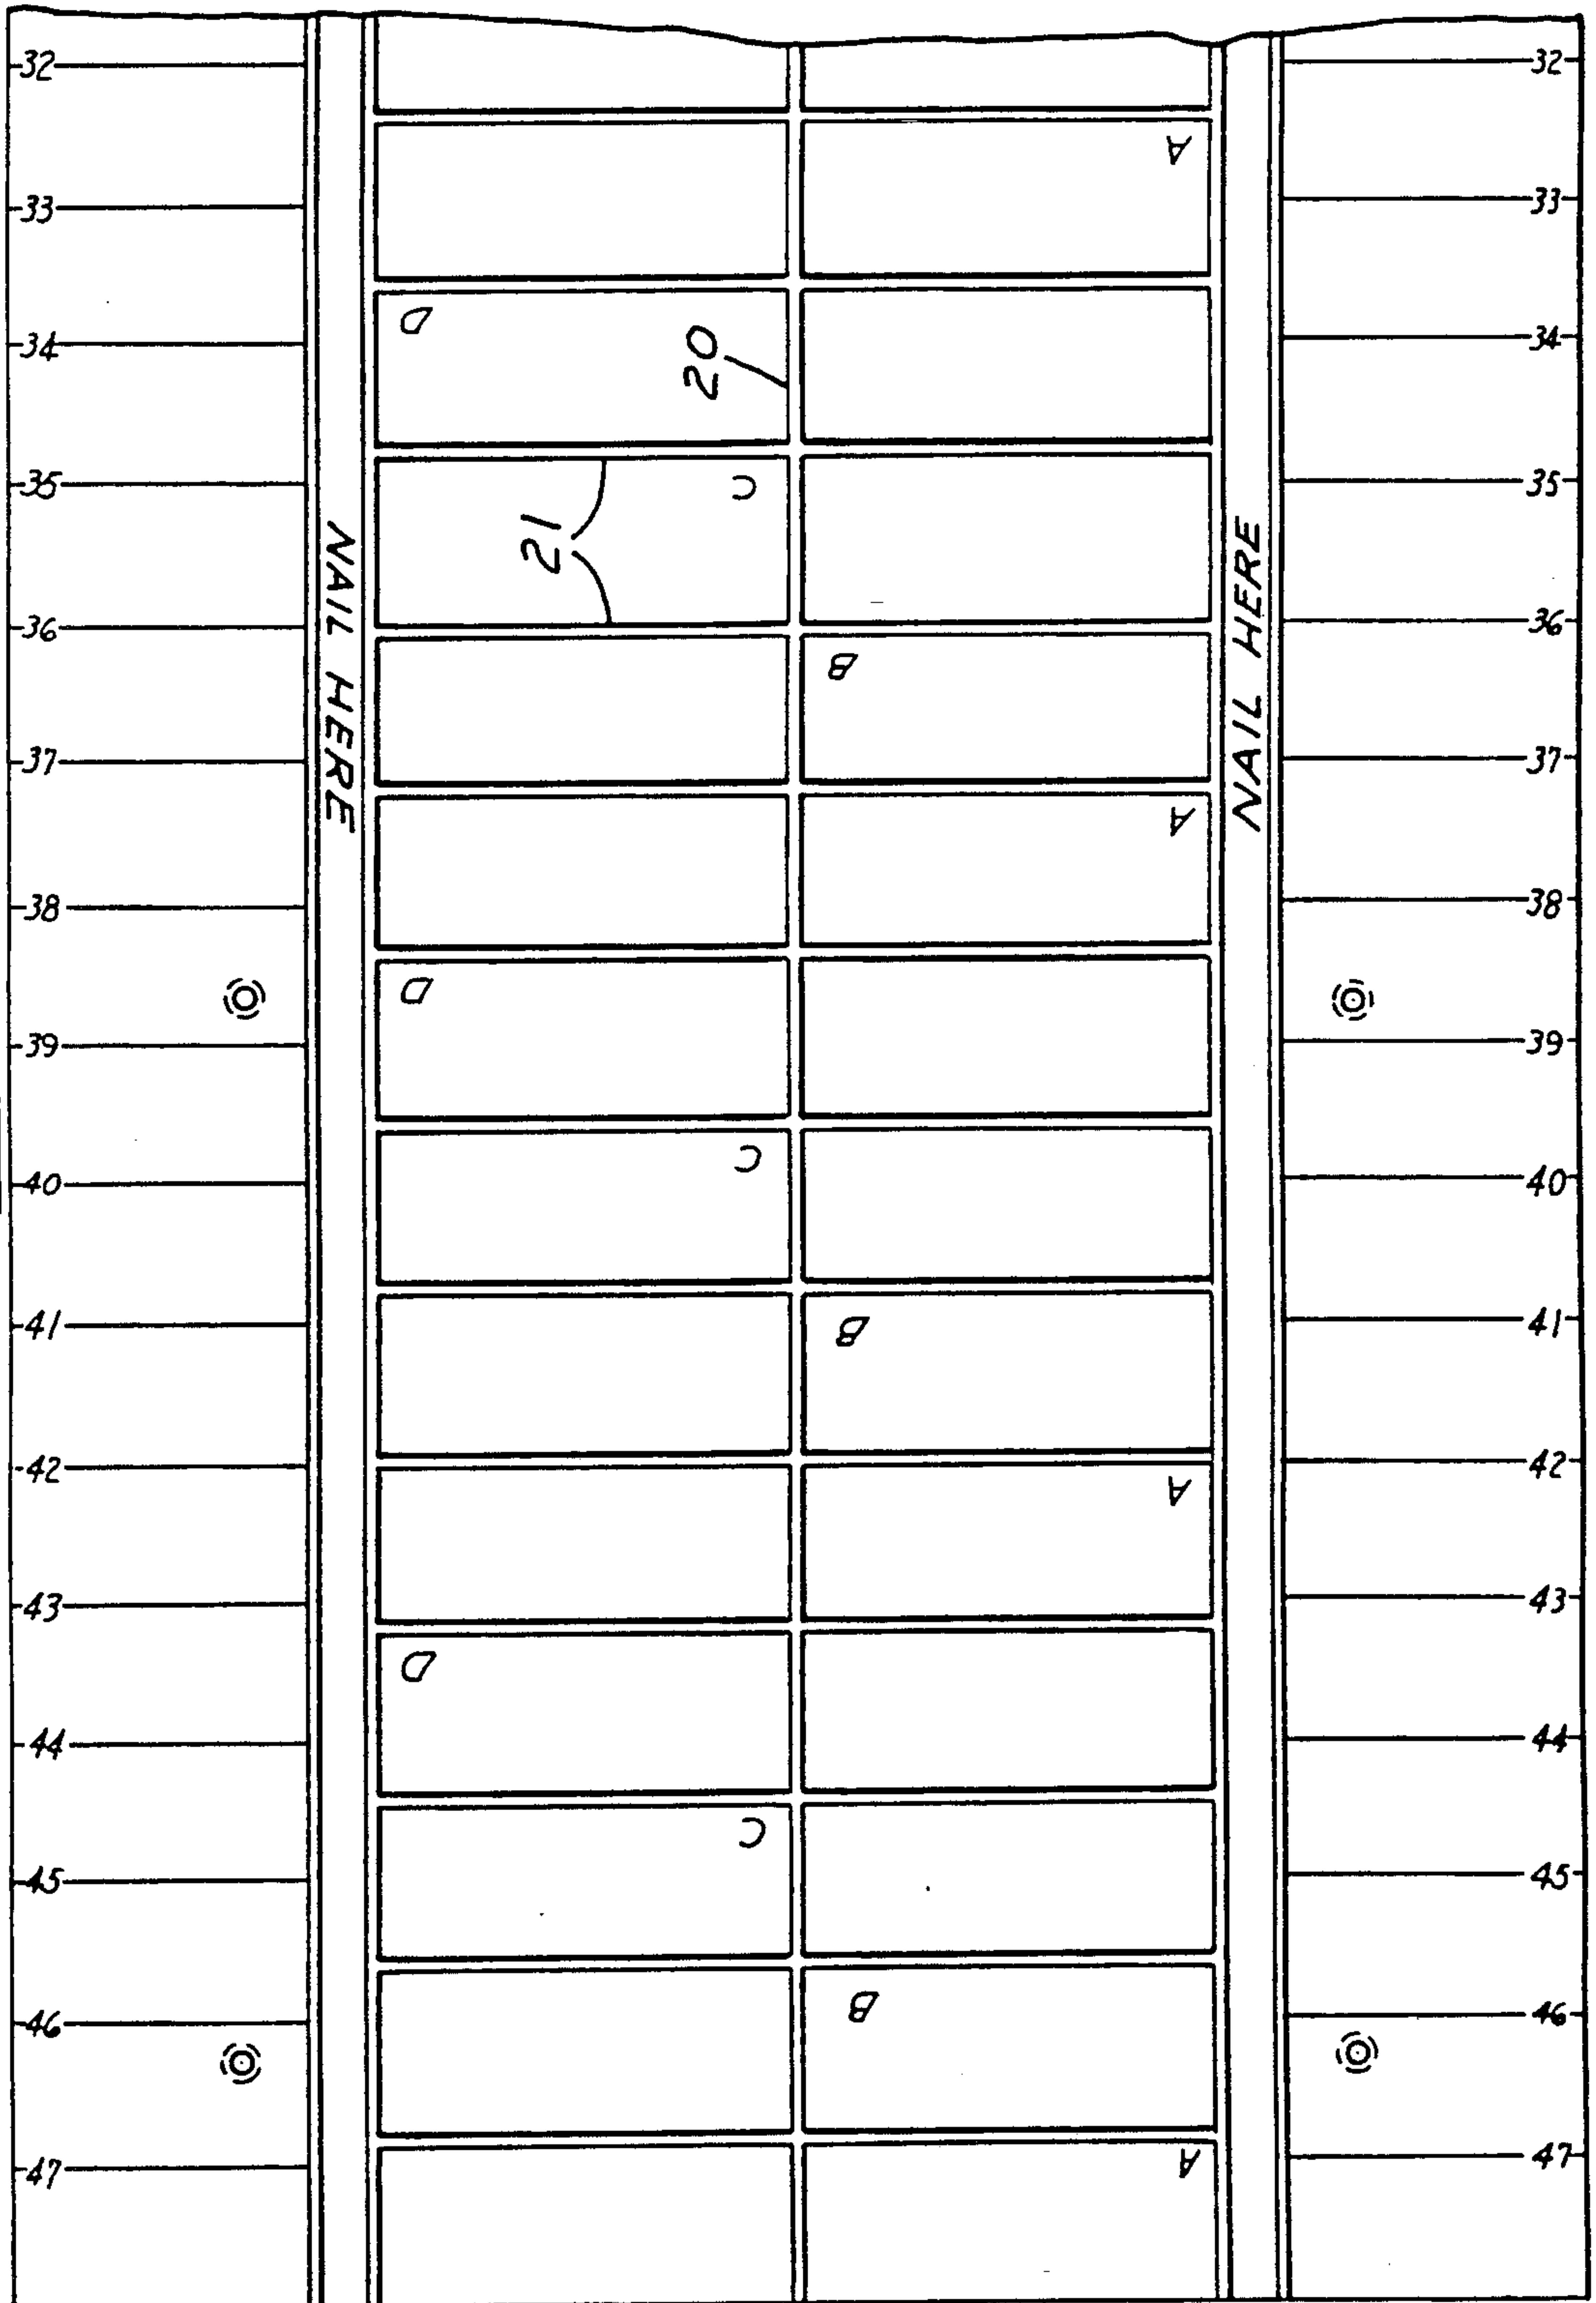 32 32
A
33 33
D
34 20 34
35 C 35
21
NAIL HERE NAIL HERE
36 36
B
37 37
A
38 38
D
39 39
C
40 40
41 B 41
42 42
A
43 43
D
44 44
C
45 45
B
46 46
A
47 47